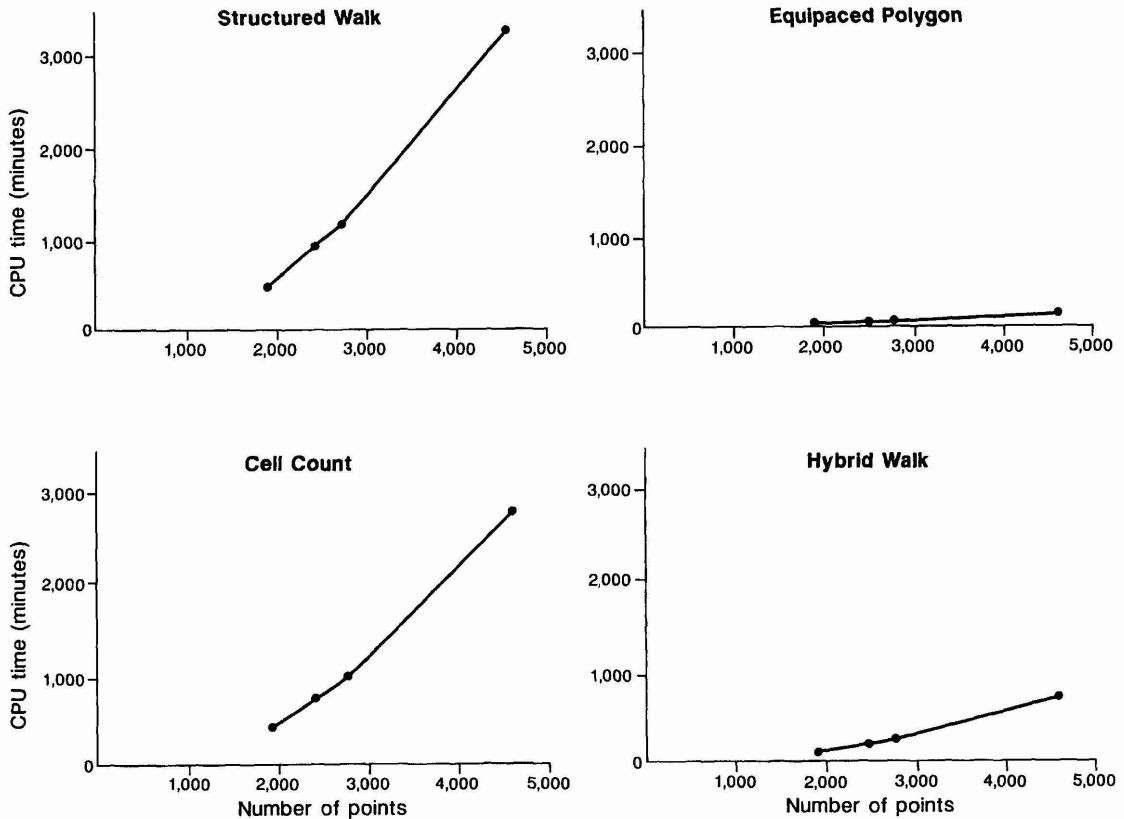 Structured Walk
3,000
2,000
1,000
0
CPU time (minutes)
1,000 2,000 3,000 4,000 5,000
Equipaced Polygon
3,000
2,000
1,000
0
1,000 2,000 3,000 4,000 5,000
Cell Count
3,000
2,000
1,000
0
CPU time (minutes)
1,000 2,000 3,000 4,000 5,000
Number of points
Hybrid Walk
3,000
2,000
1,000
0
1,000 2,000 3,000 4,000 5,000
Number of points